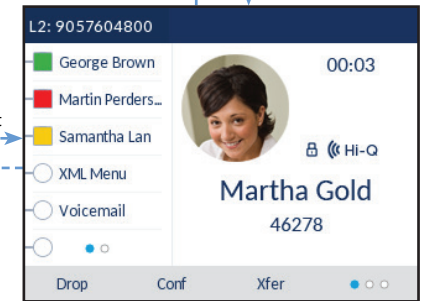 L2: 9057604800
George Brown
00:03
Martin Perders...
Samantha Lan
Hi-Q
XML Menu
Martha Gold
Voicemail
46278
Drop Conf Xfer